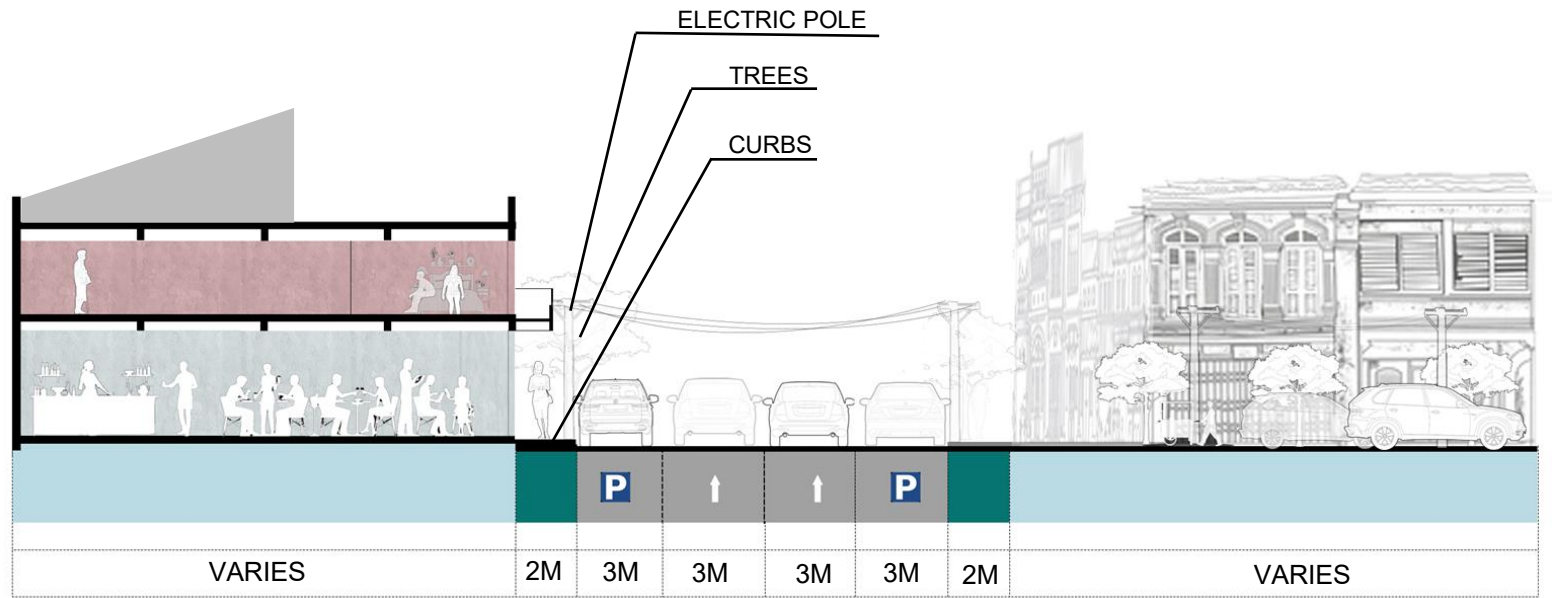 ELECTRIC POLE
TREES
CURBS
P
P
VARIES 2M 3M 3M 3M 3M 2M VARIES